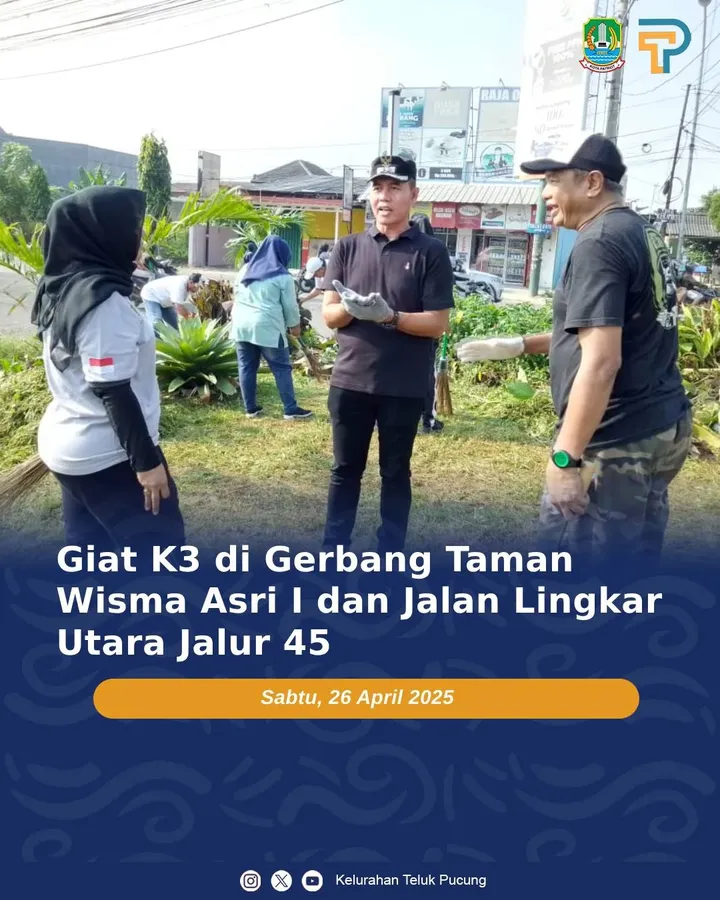 RAJA
Giat K3 di Gerbang Taman
Wisma Asri I dan Jalan Lingkar
Utara Jalur 45
Sabtu, 26 April 2025
Kelurahan Teluk Pucung